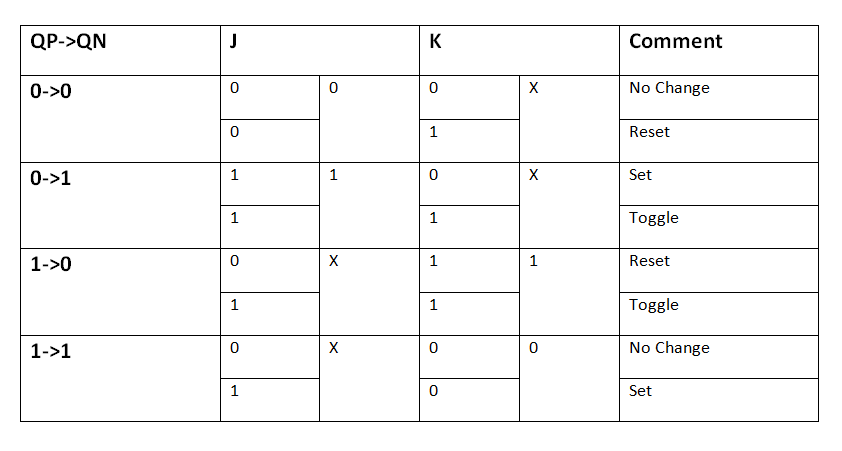 QP->QN J K Comment
0->0 0 0 0 X No Change
0 1 Reset
0->1 1 1 0 X Set
1 1 Toggle
1->0 0 X 1 1 Reset
1 1 Toggle
1->1 0 X 0 0 No Change
1 0 Set